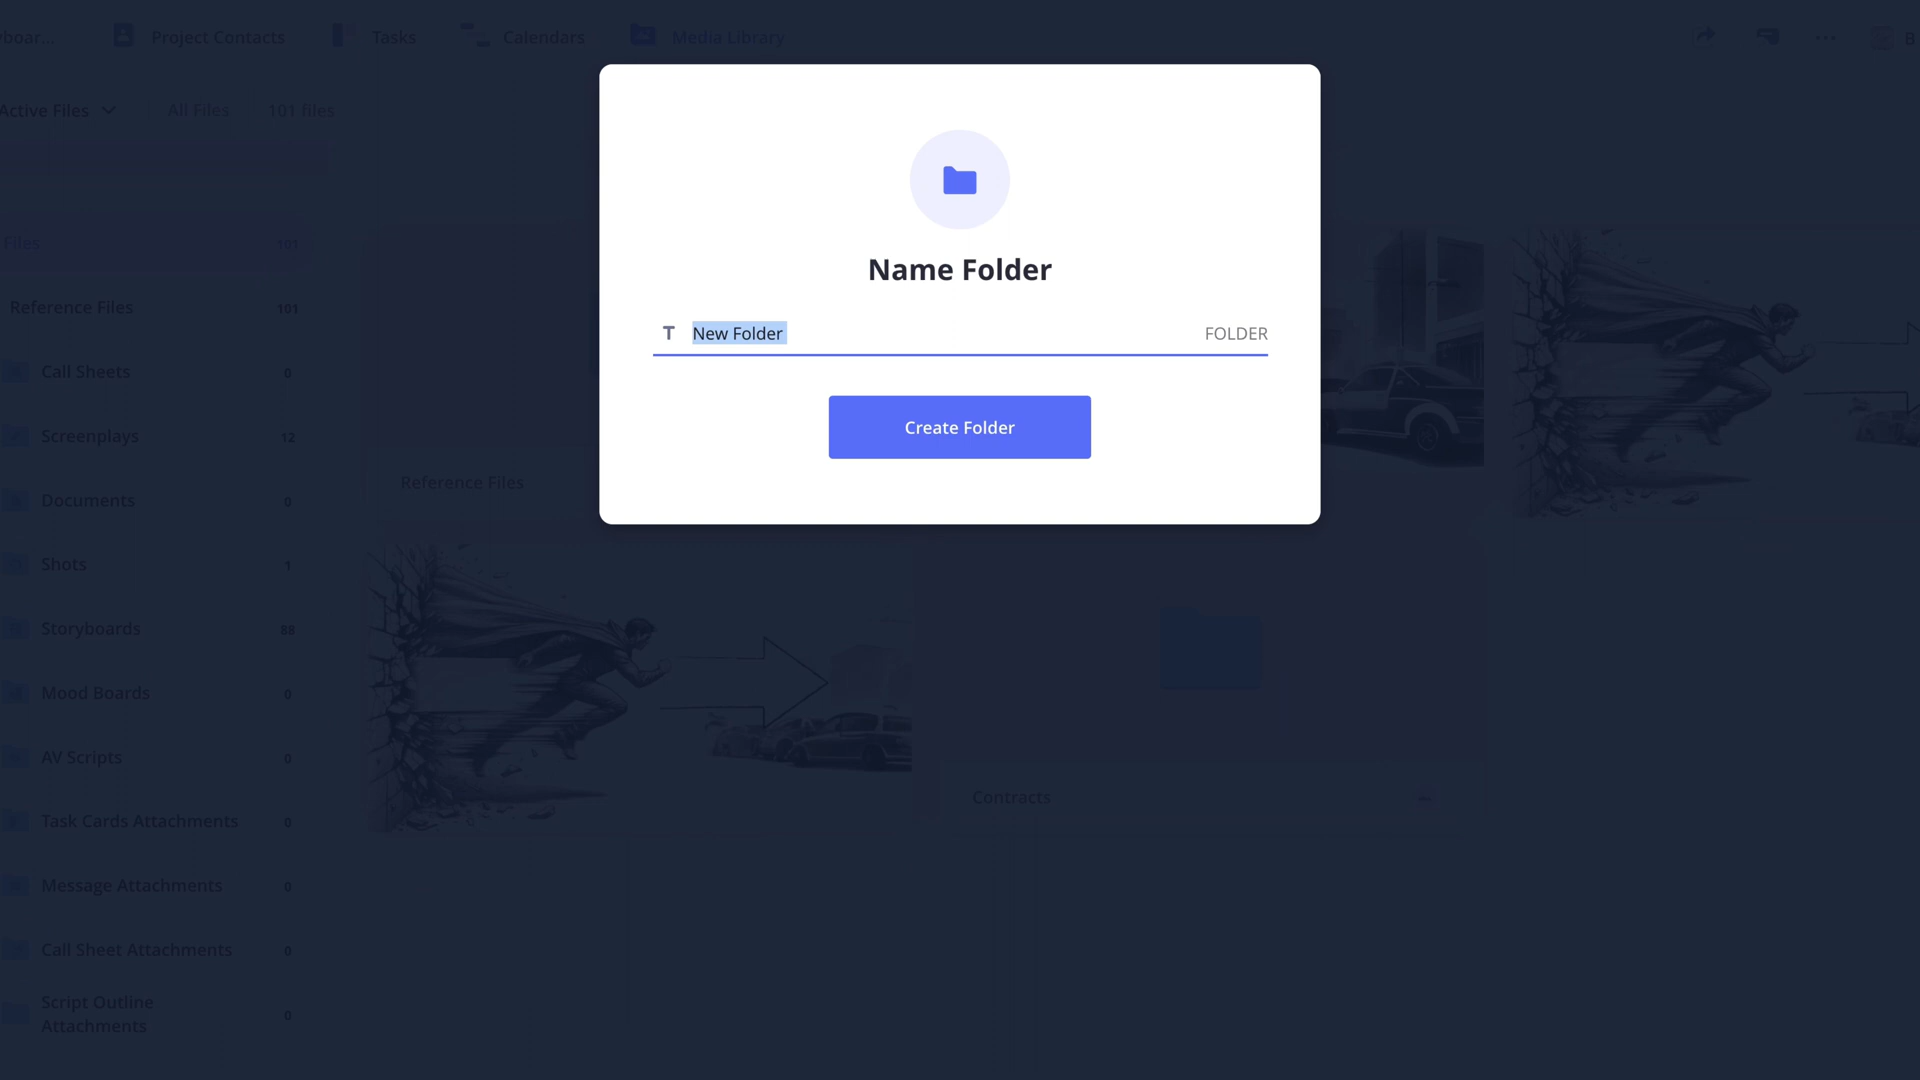 boar...
Project Contacts
Tasks
Calendars
Media Library
B
Active Files
All Files
101 files
Name Folder
T New Folder FOLDER
Create Folder
Files 101
Reference Files 101
Call Sheets 0
Screenplays 12
Documents 0
Shots 1
Storyboards 88
Mood Boards 0
AV Scripts 0
Task Cards Attachments 0
Message Attachments 0
Call Sheet Attachments 0
Script Outline
Attachments 0
Reference Files
Contracts